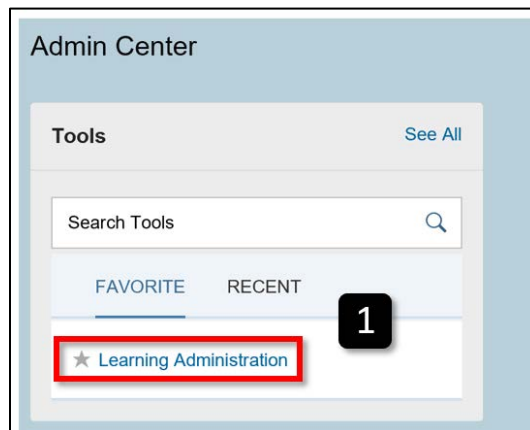 Admin Center
Tools See All
Search Tools
FAVORITE RECENT
1
Learning Administration